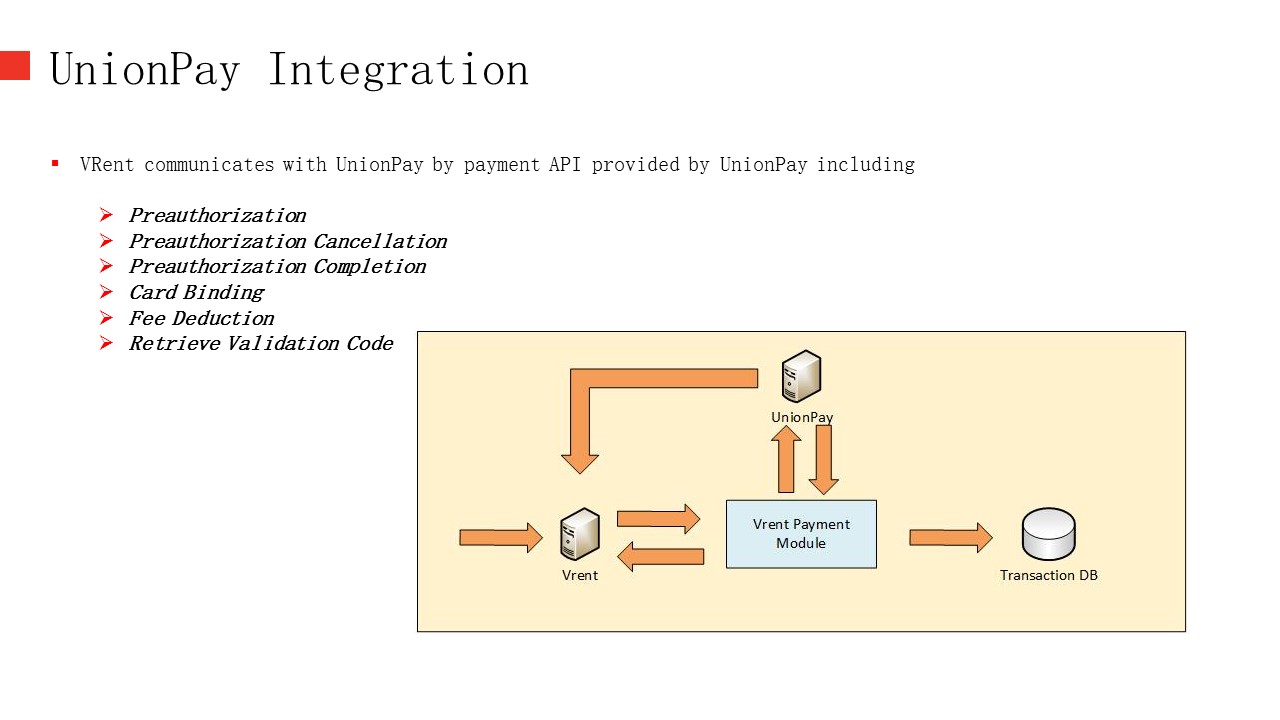 UnionPay Integration
VRent communicates with UnionPay by payment API provided by UnionPay including
Preauthorization
Preauthorization Cancellation
Preauthorization Completion
Card Binding
Fee Deduction
Retrieve Validation Code
UnionPay
Vrent Payment
Module
Vrent
Transaction DB